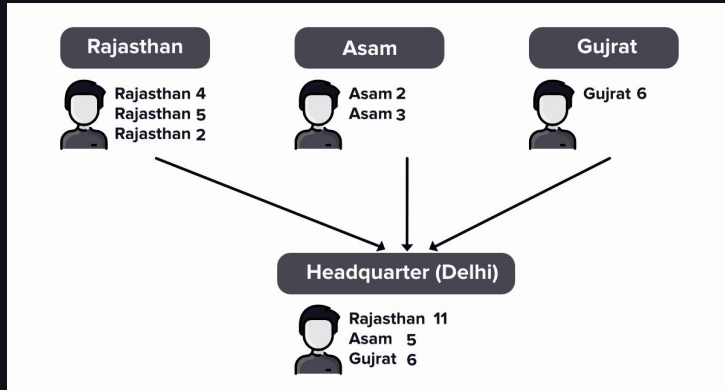 Rajasthan
Asam
Gujrat
Rajasthan 4
Rajasthan 5
Rajasthan 2
Asam 2
Asam 3
Gujrat 6
Headquarter (Delhi)
Rajasthan 11
Asam 5
Gujrat 6